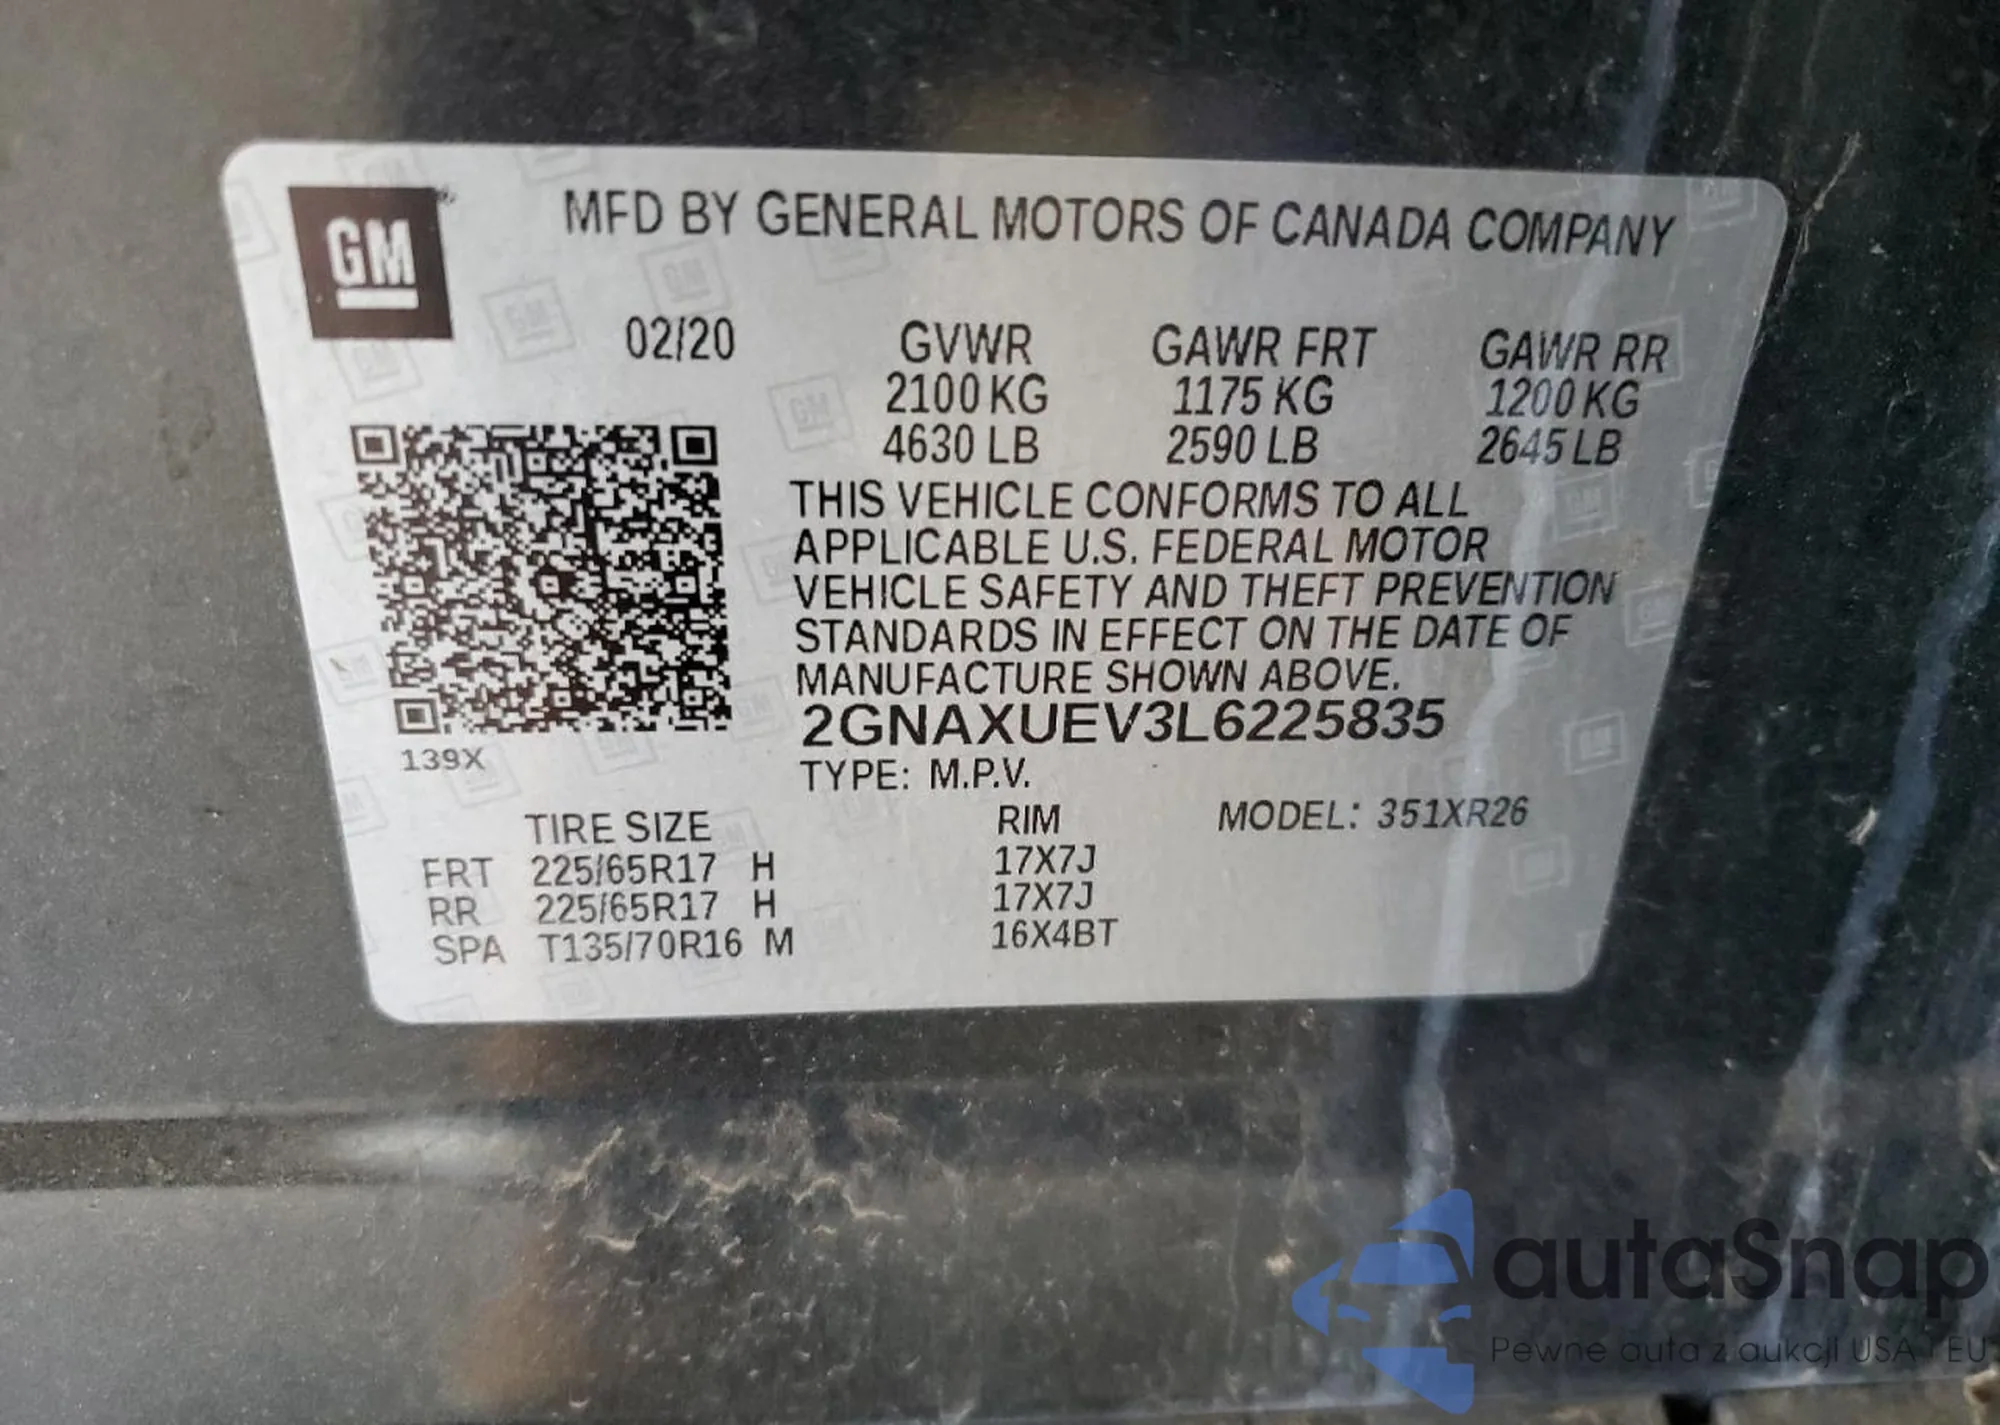 GM
MFD BY GENERAL MOTORS OF CANADA COMPANY
02/20 GVWR GAWR FRT GAWR RR
2100 KG 1175 KG 1200 KG
4630 LB 2590 LB 2645 LB
THIS VEHICLE CONFORMS TO ALL
APPLICABLE U.S. FEDERAL MOTOR
VEHICLE SAFETY AND THEFT PREVENTION
STANDARDS IN EFFECT ON THE DATE OF
MANUFACTURE SHOWN ABOVE.
2GNAXUEV3L6225835
139X
TYPE: M.P.V.
TIRE SIZE RIM MODEL: 351XR26
FRT 225/65R17 H 17X7J
RR 225/65R17 H 17X7J
SPA T135/70R16 M 16X4BT
autaSnap
Pewne auta z aukcji USA i EU